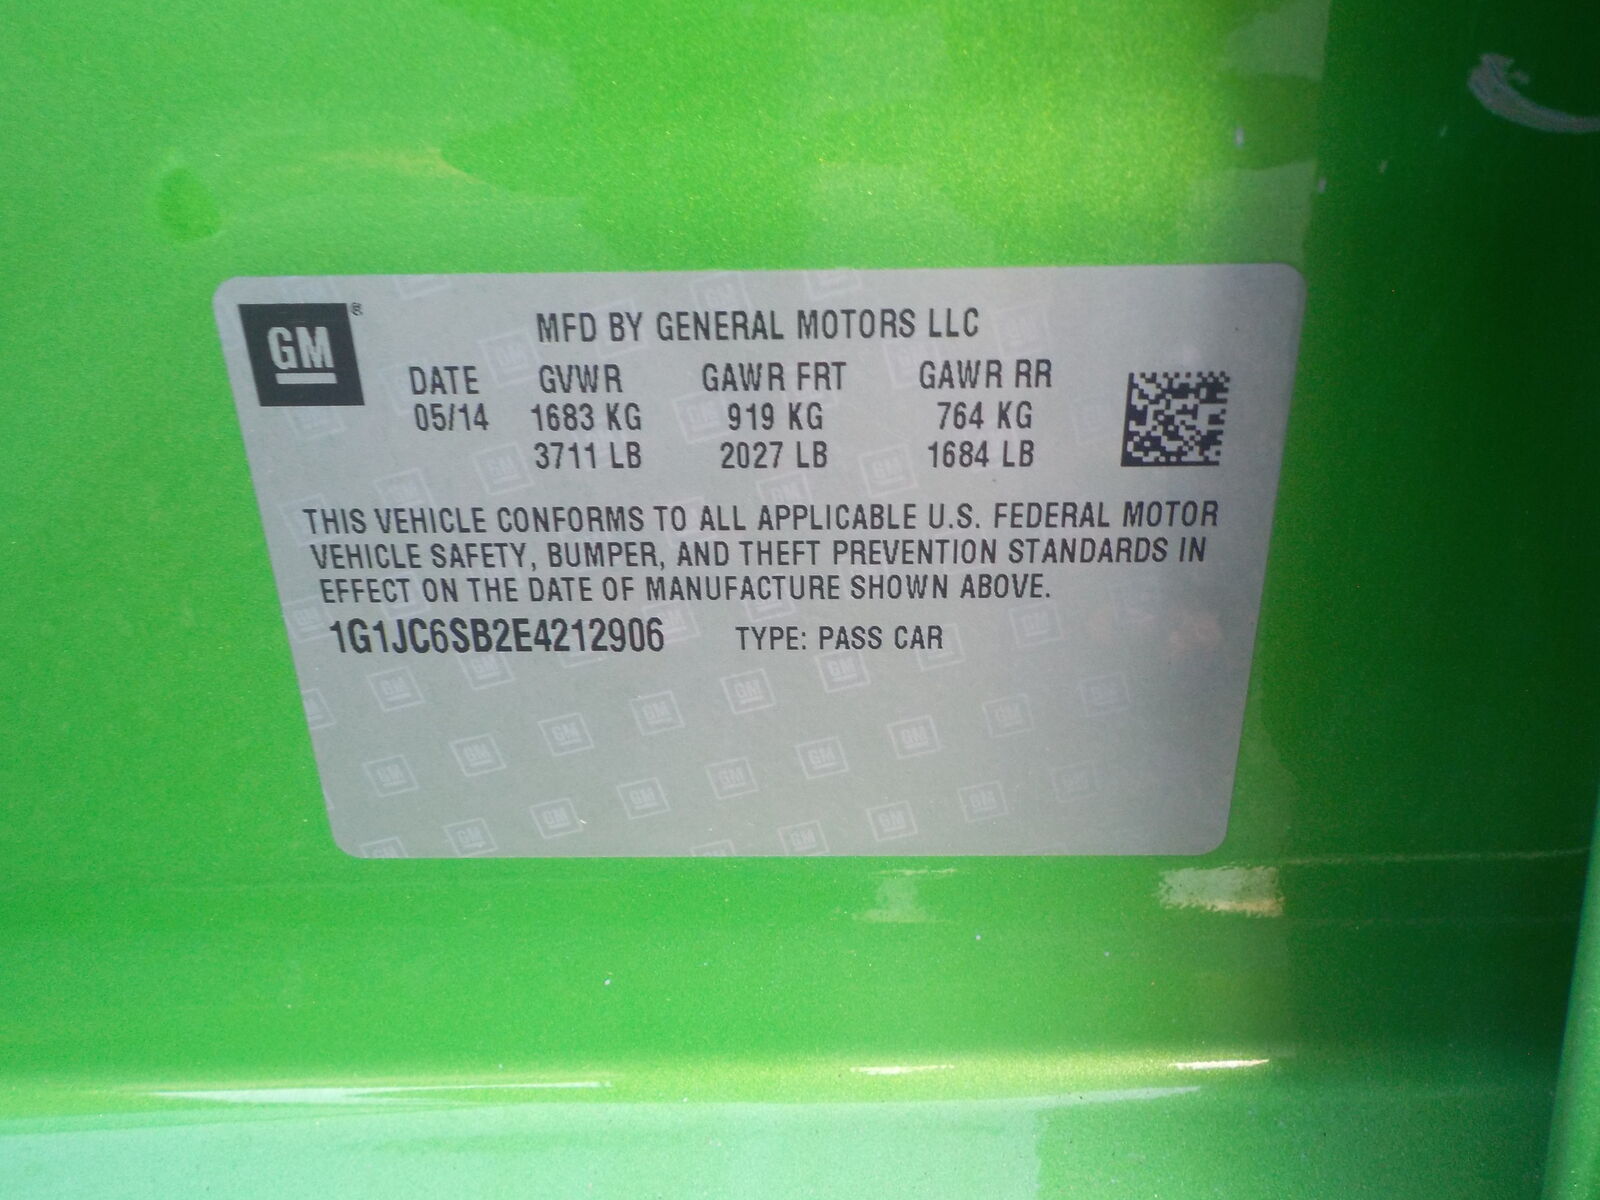 GM®
MFD BY GENERAL MOTORS LLC
DATE GVWR GAWR FRT GAWR RR
05/14 1683 KG 919 KG 764 KG
3711 LB 2027 LB 1684 LB
THIS VEHICLE CONFORMS TO ALL APPLICABLE U.S. FEDERAL MOTOR
VEHICLE SAFETY, BUMPER, AND THEFT PREVENTION STANDARDS IN
EFFECT ON THE DATE OF MANUFACTURE SHOWN ABOVE.
1G1JC6SB2E4212906 TYPE: PASS CAR